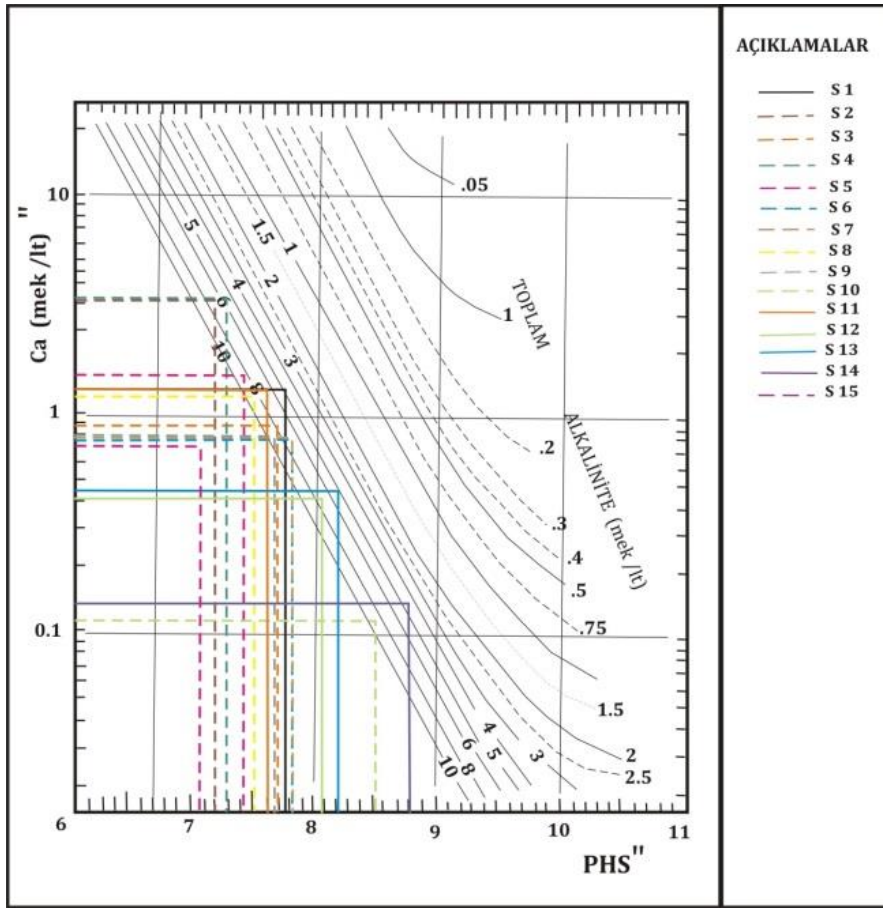 AÇIKLAMALAR
S 1
S 2
S 3
S 4
S 5
S 6
S 7
S 8
S 9
S 10
S 11
S 12
S 13
S 14
S 15
Ca (mek /lt)"
10
1
0.1
6
7
8
9
10
11
PHS"
TOPLAM
ALKALİNİTE (mek /lt)
.05
1
.2
.3
.4
.5
.75
1.5
2
2.5
3
5
4
6
8
10
5
1.5
1
2
4
3
6
10
8